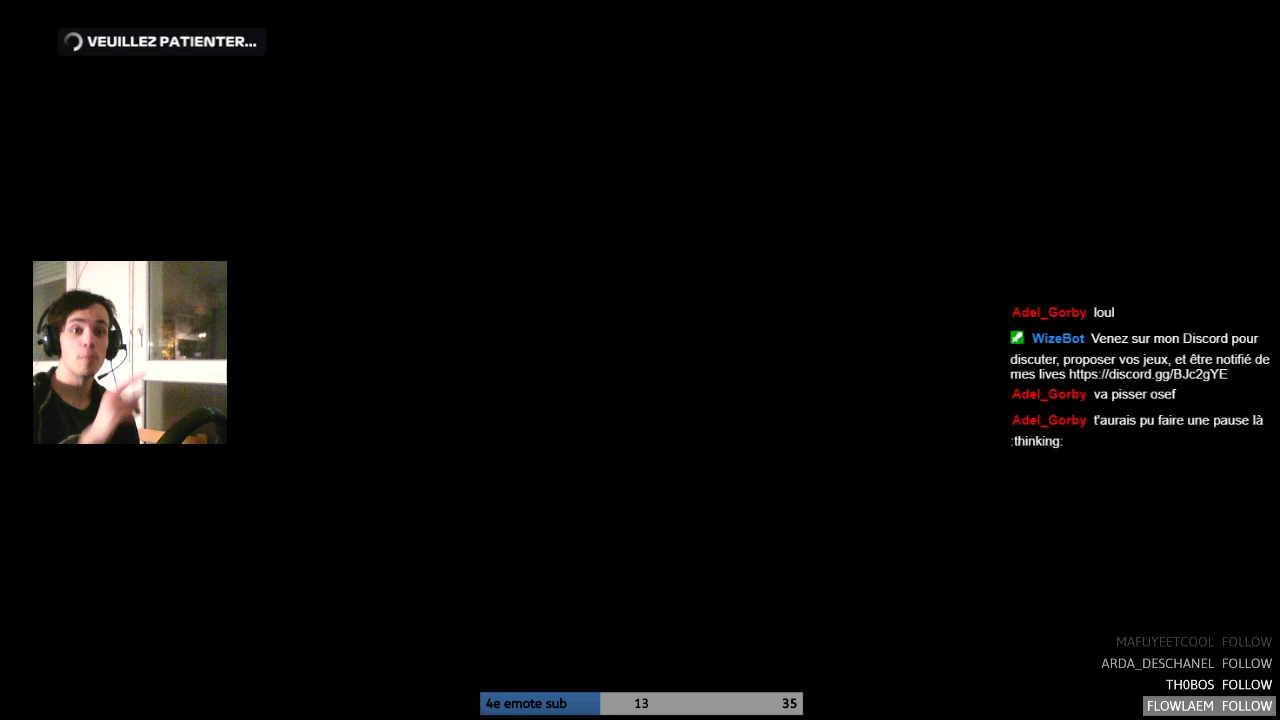 VEUILLEZ PATIENTER...
Adel_Gorby loul
WizeBot Venez sur mon Discord pour
discuter, proposer vos jeux, et être notifié de
mes lives https://discord.gg/BJc2gYE
Adel_Gorby va pisser osef
Adel_Gorby t'aurais pu faire une pause là
:thinking:
MAFUYEETCOOL FOLLOW
ARDA_DESCHANEL FOLLOW
TH0BOS FOLLOW
FLOWLAEM FOLLOW
4e emote sub 13 35